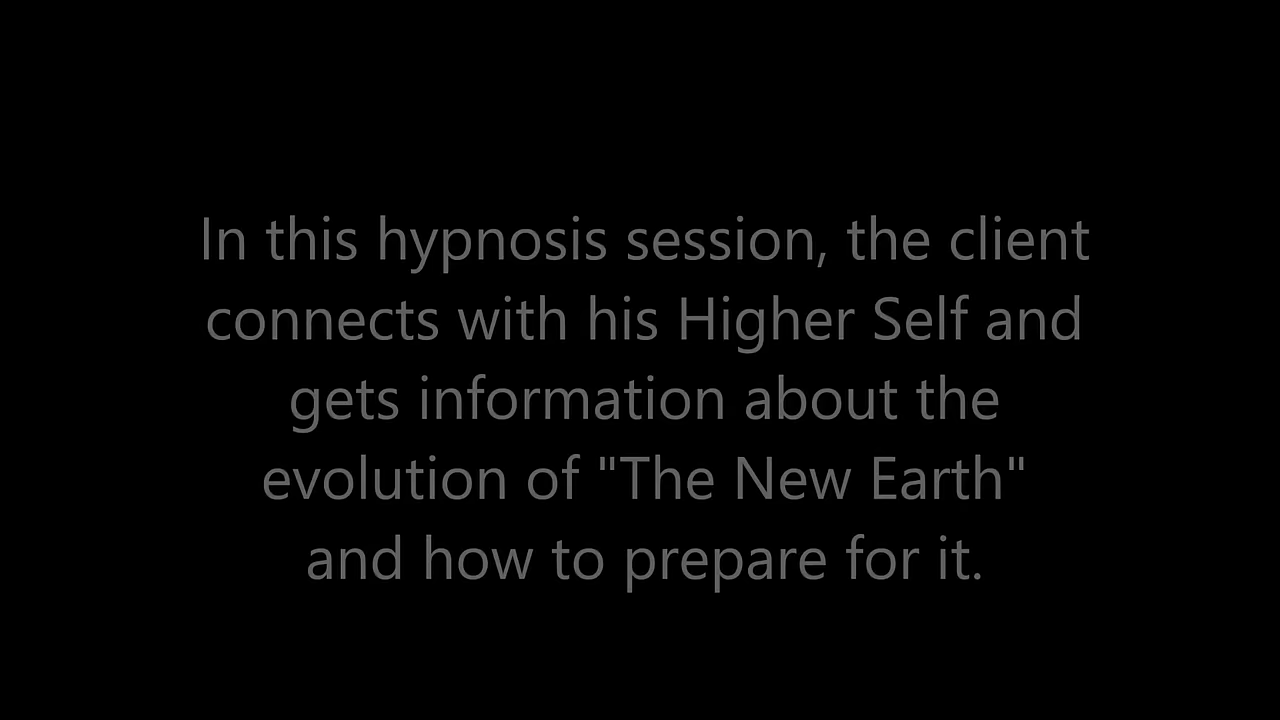 In this hypnosis session, the client
connects with his Higher Self and
gets information about the
evolution of "The New Earth"
and how to prepare for it.